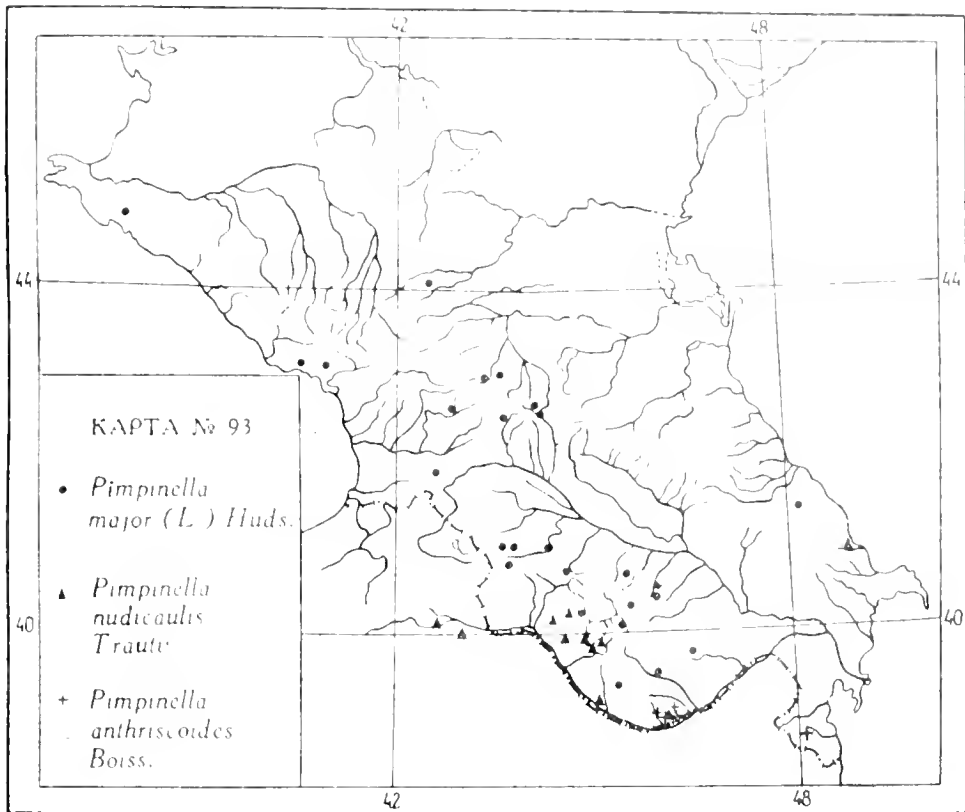 42 48
44 44
КАРТА № 93
• Pimpinella
major (L.) Huds.
▲ Pimpinella
nudicaulis
Trautv
+ Pimpinella
anthriscoides
Boiss.
40 40
42 48